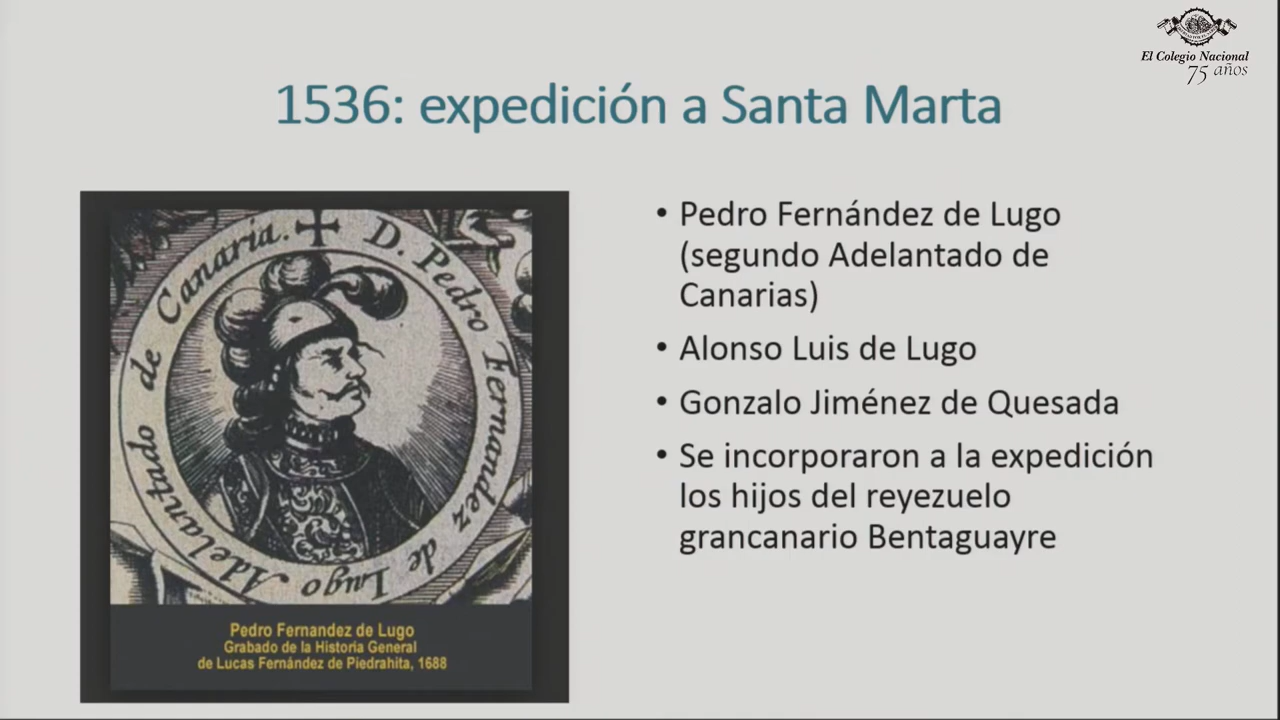 El Colegio Nacional
75 años
1536: expedición a Santa Marta
D. Pedro Fernandez de Lugo Adelantado de Canaria.
Pedro Fernandez de Lugo
Grabado de la Historia General
de Lucas Fernández de Piedrahita, 1688
• Pedro Fernández de Lugo
(segundo Adelantado de
Canarias)
• Alonso Luis de Lugo
• Gonzalo Jiménez de Quesada
• Se incorporaron a la expedición
los hijos del reyezuelo
grancanario Bentaguayre